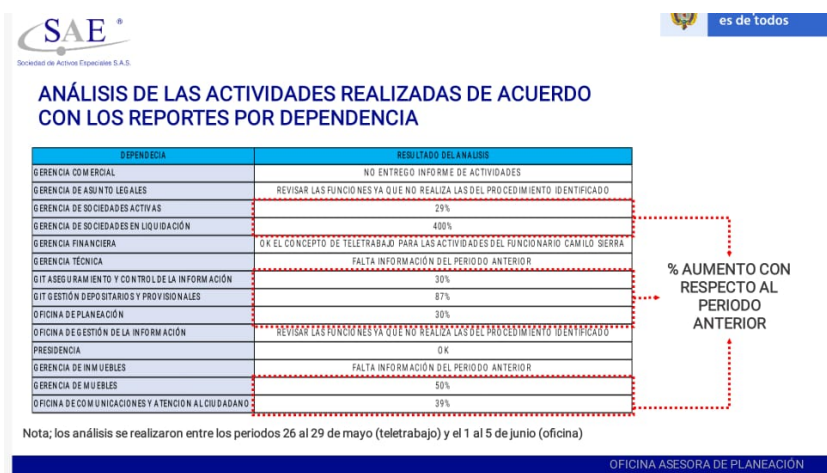 SAE ®
Sociedad de Activos Especiales S.A.S.
es de todos
ANÁLISIS DE LAS ACTIVIDADES REALIZADAS DE ACUERDO
CON LOS REPORTES POR DEPENDENCIA
DEPENDECIA RESULTADO DEL ANALISIS
GERENCIA COMERCIAL NO ENTREGO INFORME DE ACTIVIDADES
GERENCIA DE ASUNTO LEGALES REVISAR LAS FUNCIONES YA QUE NO REALIZA LAS DEL PROCEDIMIENTO IDENTIFICADO
GERENCIA DE SOCIEDADES ACTIVAS 29%
GERENCIA DE SOCIEDADES EN LIQUIDACIÓN 400%
GERENCIA FINANCIERA OK EL CONCEPTO DE TELETRABAJO PARA LAS ACTIVIDADES DEL FUNCIONARIO CAMILO SIERRA
GERENCIA TÉCNICA FALTA INFORMACIÓN DEL PERIODO ANTERIOR
GIT ASEGURAMIENTO Y CONTROL DE LA INFORMACIÓN 30%
GIT GESTIÓN DEPOSITARIOS Y PROVISIONALES 87%
OFICINA DE PLANEACIÓN 30%
OFICINA DE GESTIÓN DE LA INFORMACIÓN REVISAR LAS FUNCIONES YA QUE NO REALIZA LAS DEL PROCEDIMIENTO IDENTIFICADO
PRESIDENCIA OK
GERENCIA DE INMUEBLES FALTA INFORMACIÓN DEL PERIODO ANTERIOR
GERENCIA DE MUEBLES 50%
OFICINA DE COMUNICACIONES Y ATENCION AL CIUDADANO 39%
% AUMENTO CON
RESPECTO AL
PERIODO
ANTERIOR
Nota; los análisis se realizaron entre los periodos 26 al 29 de mayo (teletrabajo) y el 1 al 5 de junio (oficina)
OFICINA ASESORA DE PLANEACIÓN